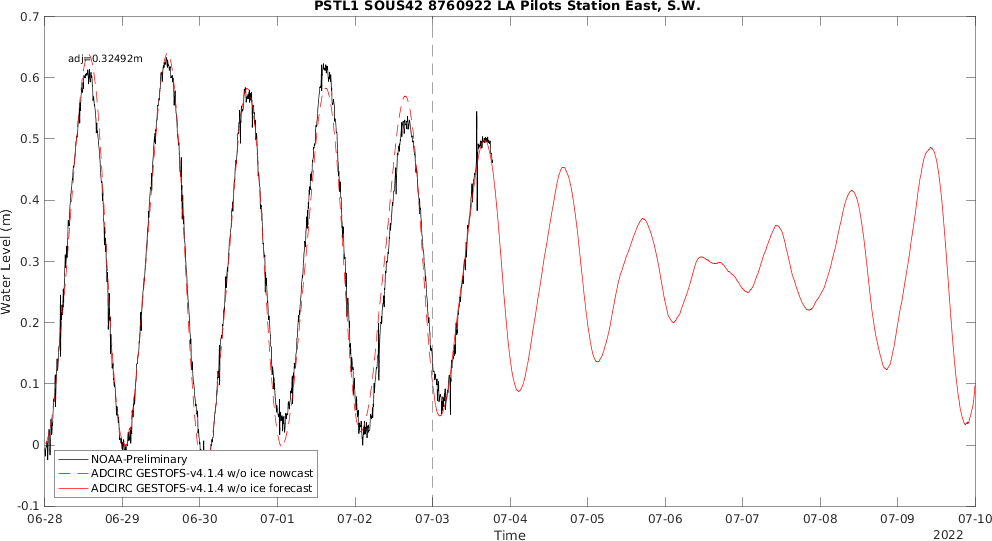 PSTL1 SOUS42 8760922 LA Pilots Station East, S.W.
0.7
adj=0.32492m
0.6
0.5
0.4
0.3
0.2
0.1
0
-0.1
Water Level (m)
NOAA-Preliminary
ADCIRC GESTOFS-v4.1.4 w/o ice nowcast
ADCIRC GESTOFS-v4.1.4 w/o ice forecast
06-28 06-29 06-30 07-01 07-02 07-03 07-04 07-05 07-06 07-07 07-08 07-09 07-10
Time
2022